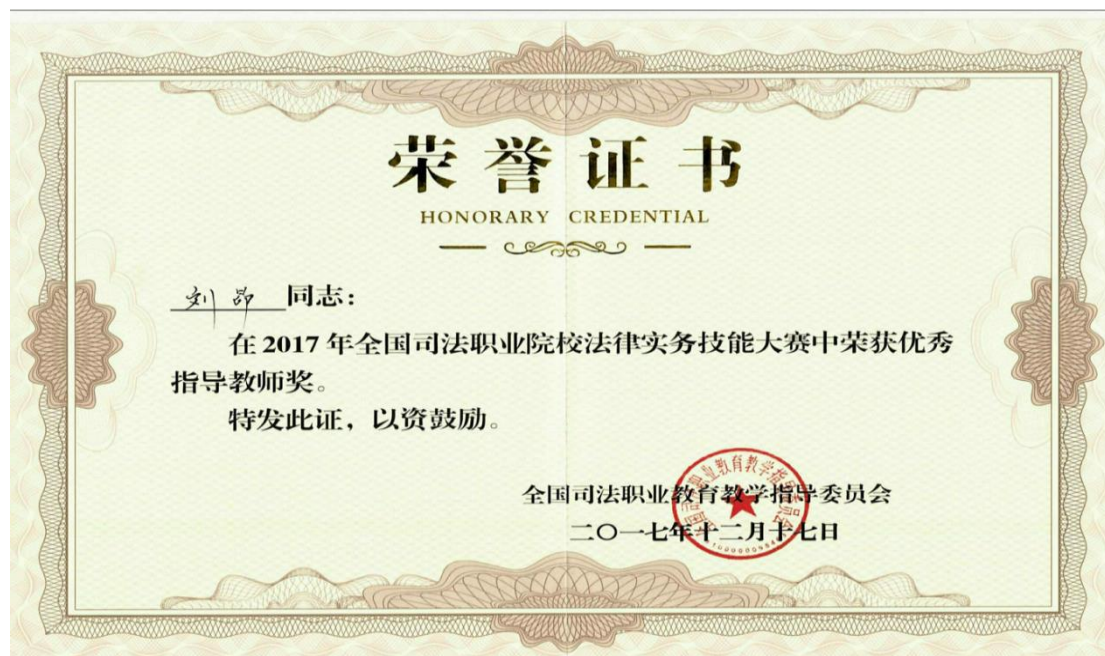 荣誉证书
HONORARY CREDENTIAL
刘昂 同志:
在2017年全国司法职业院校法律实务技能大赛中荣获优秀
指导教师奖。
特发此证，以资鼓励。
全国司法职业教育教学指导委员会
二〇一七年十二月十七日